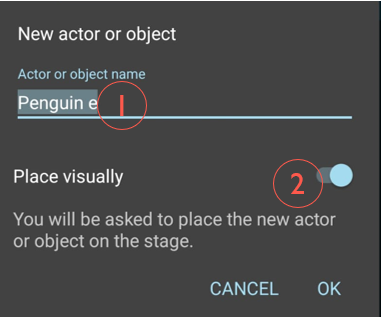 New actor or object
Actor or object name
Penguin e
1
Place visually
2
You will be asked to place the new actor
or object on the stage.
CANCEL OK